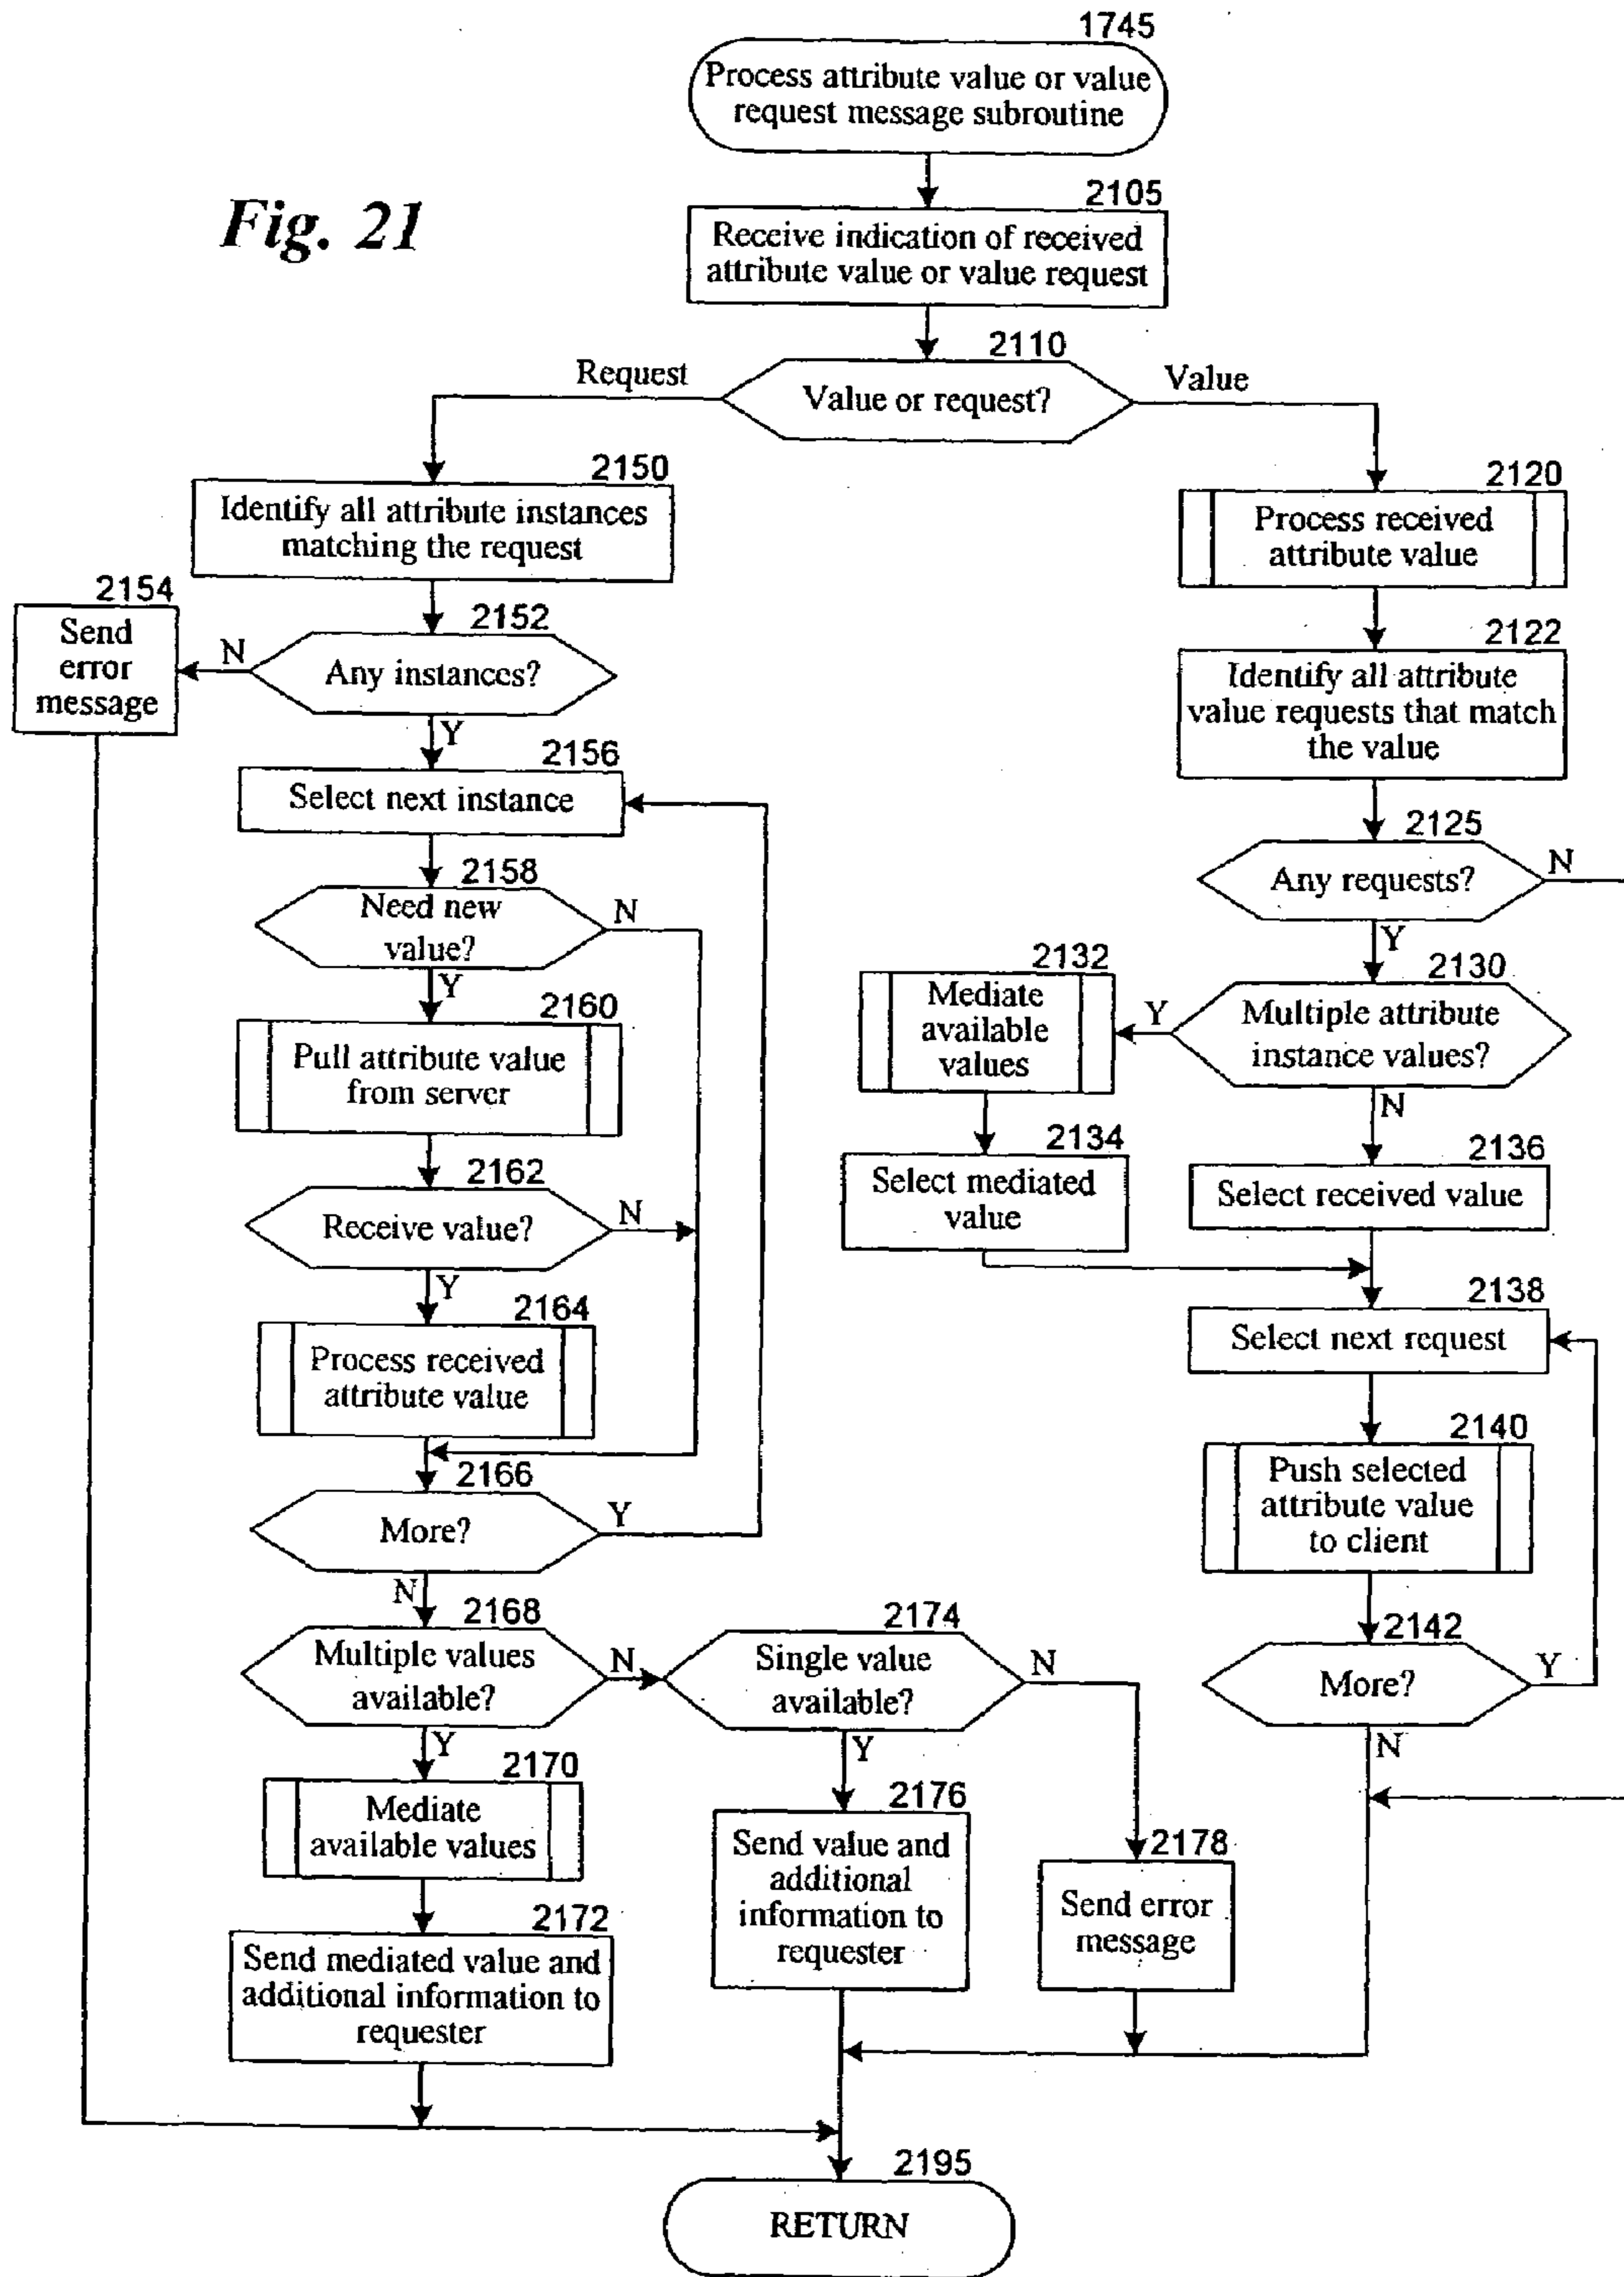 1745
Process attribute value or value
request message subroutine
Fig. 21
2105
Receive indication of received
attribute value or value request
2110
Request
Value or request?
Value
2150
Identify all attribute instances
matching the request
2120
Process received
attribute value
2154
Send
error
message
2152
N
Any instances?
Y
2122
Identify all attribute
value requests that match
the value
2156
Select next instance
2125
Any requests?
N
Y
2158
Need new
value?
N
Y
2132
Mediate
available
values
2130
Y
Multiple attribute
instance values?
N
2160
Pull attribute value
from server
2134
Select mediated
value
2136
Select received value
2162
Receive value?
N
Y
2138
Select next request
2164
Process received
attribute value
2140
Push selected
attribute value
to client
2166
More?
Y
N
2142
More?
Y
N
2168
Multiple values
available?
N
Y
2174
Single value
available?
N
Y
2170
Mediate
available values
2176
Send value and
additional
information to
requester
2178
Send error
message
2172
Send mediated value and
additional information to
requester
2195
RETURN